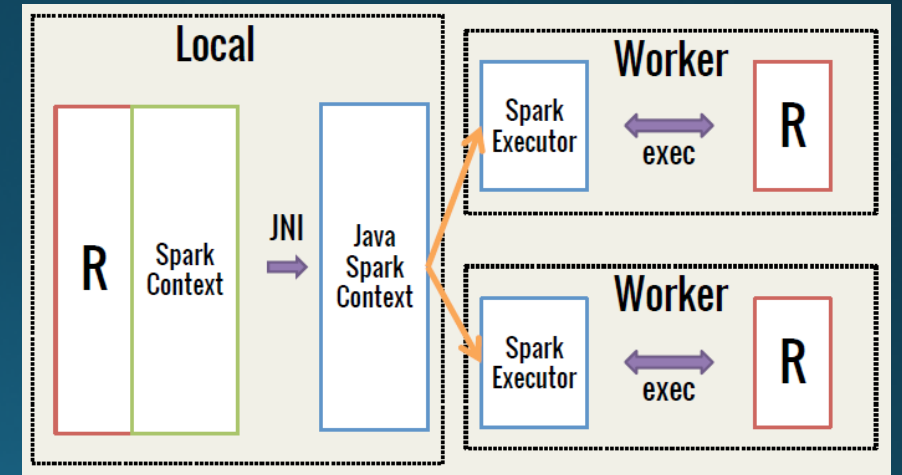 Local
R
Spark
Context
JNI
Java
Spark
Context
Worker
Spark
Executor
exec
R
Worker
Spark
Executor
exec
R